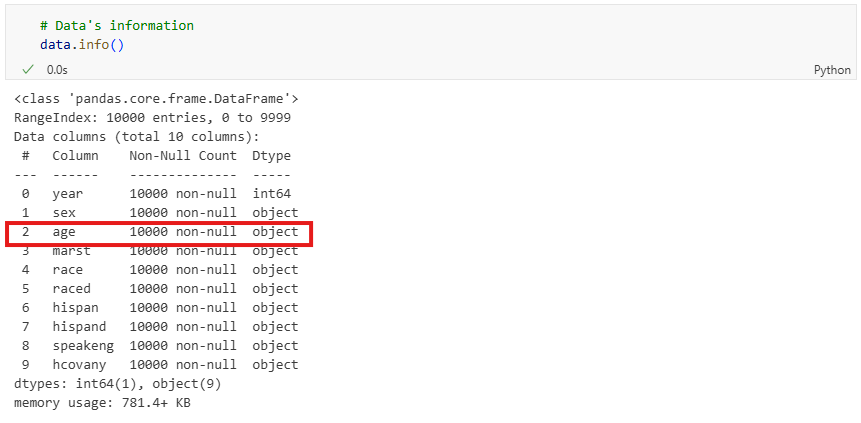 # Data's information
data.info()
0.0s
Python
<class 'pandas.core.frame.DataFrame'>
RangeIndex: 10000 entries, 0 to 9999
Data columns (total 10 columns):
 #   Column    Non-Null Count  Dtype
---  ------    --------------  -----
 0   year      10000 non-null  int64
 1   sex       10000 non-null  object
 2   age       10000 non-null  object
 3   marst     10000 non-null  object
 4   race      10000 non-null  object
 5   raced     10000 non-null  object
 6   hispan    10000 non-null  object
 7   hispand   10000 non-null  object
 8   speakeng  10000 non-null  object
 9   hcovany   10000 non-null  object
dtypes: int64(1), object(9)
memory usage: 781.4+ KB